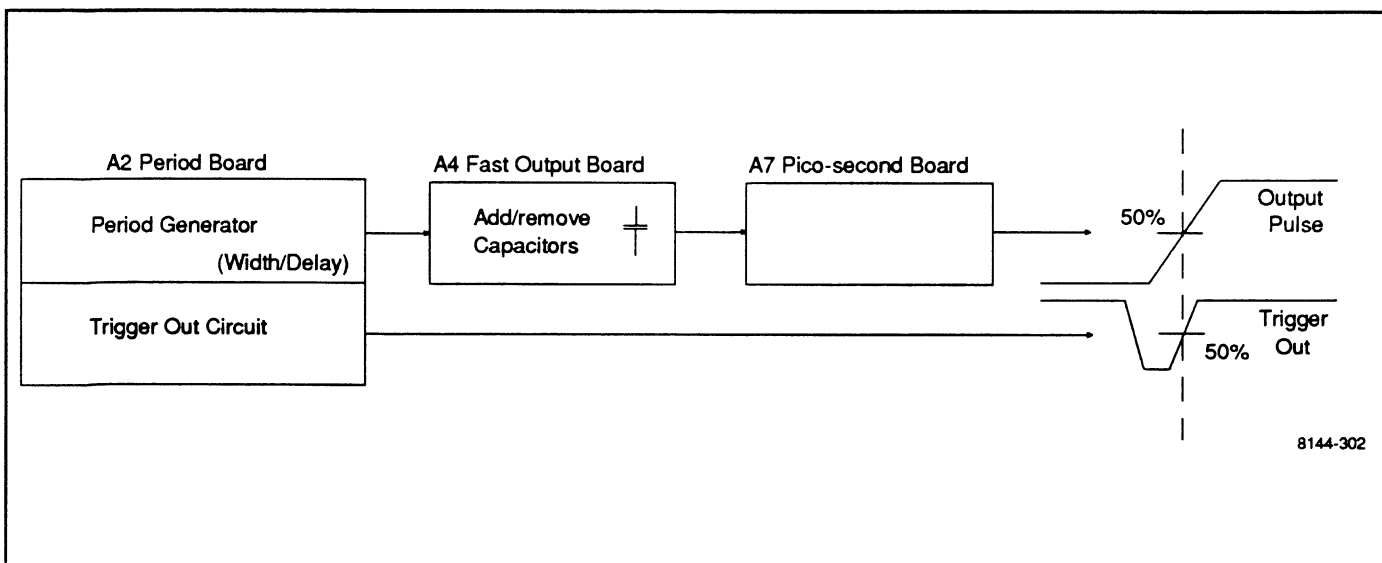 A2 Period Board
A4 Fast Output Board
A7 Pico-second Board
Period Generator
(Width/Delay)
Add/remove
Capacitors
Trigger Out Circuit
50%
Output
Pulse
Trigger
Out
50%
8144-302